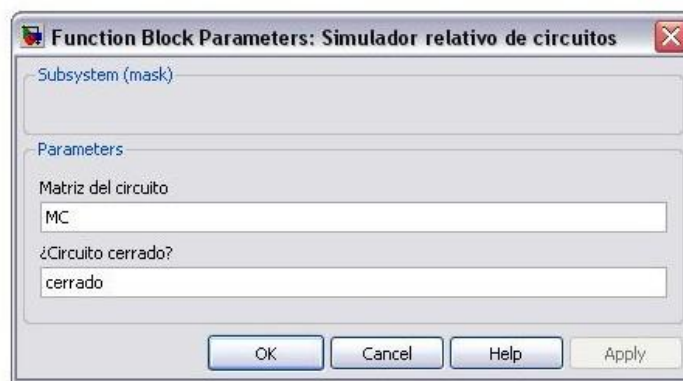 Function Block Parameters: Simulador relativo de circuitos
Subsystem (mask)
Parameters
Matriz del circuito
MC
¿Circuito cerrado?
cerrado
OK Cancel Help Apply